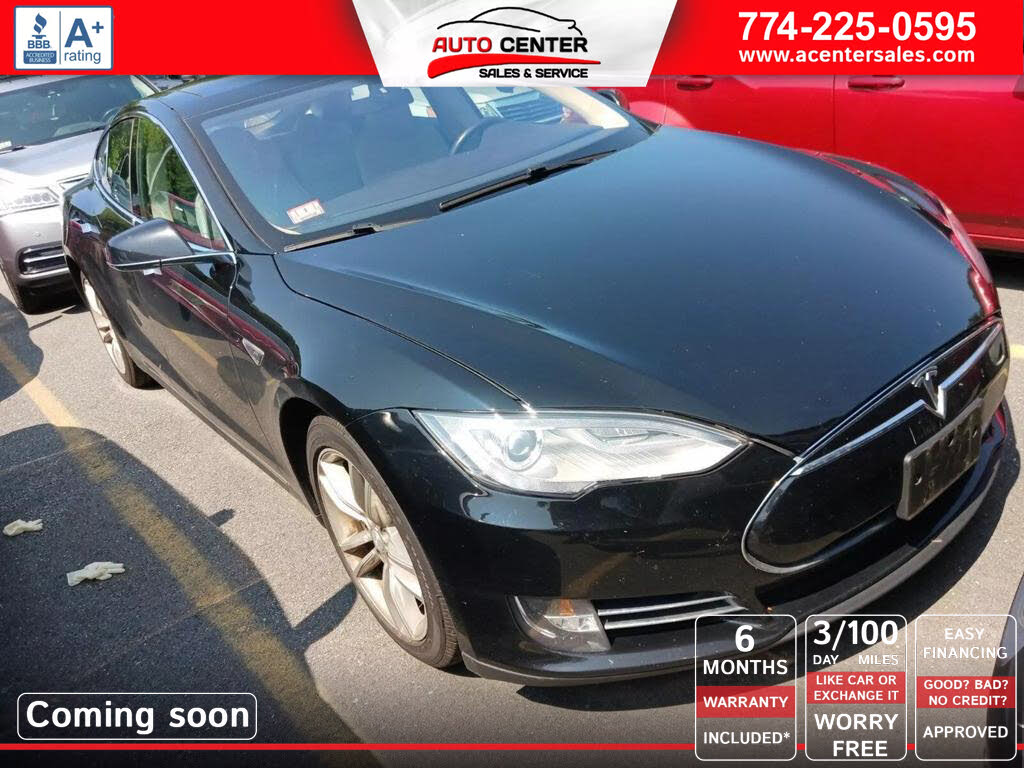 BBB
ACCREDITED
BUSINESS
A+
rating
AUTO CENTER
SALES & SERVICE
774-225-0595
www.acentersales.com
Coming soon
6
MONTHS
WARRANTY
INCLUDED*
3/100
DAY MILES
LIKE CAR OR
EXCHANGE IT
WORRY
FREE
EASY
FINANCING
GOOD? BAD?
NO CREDIT?
APPROVED